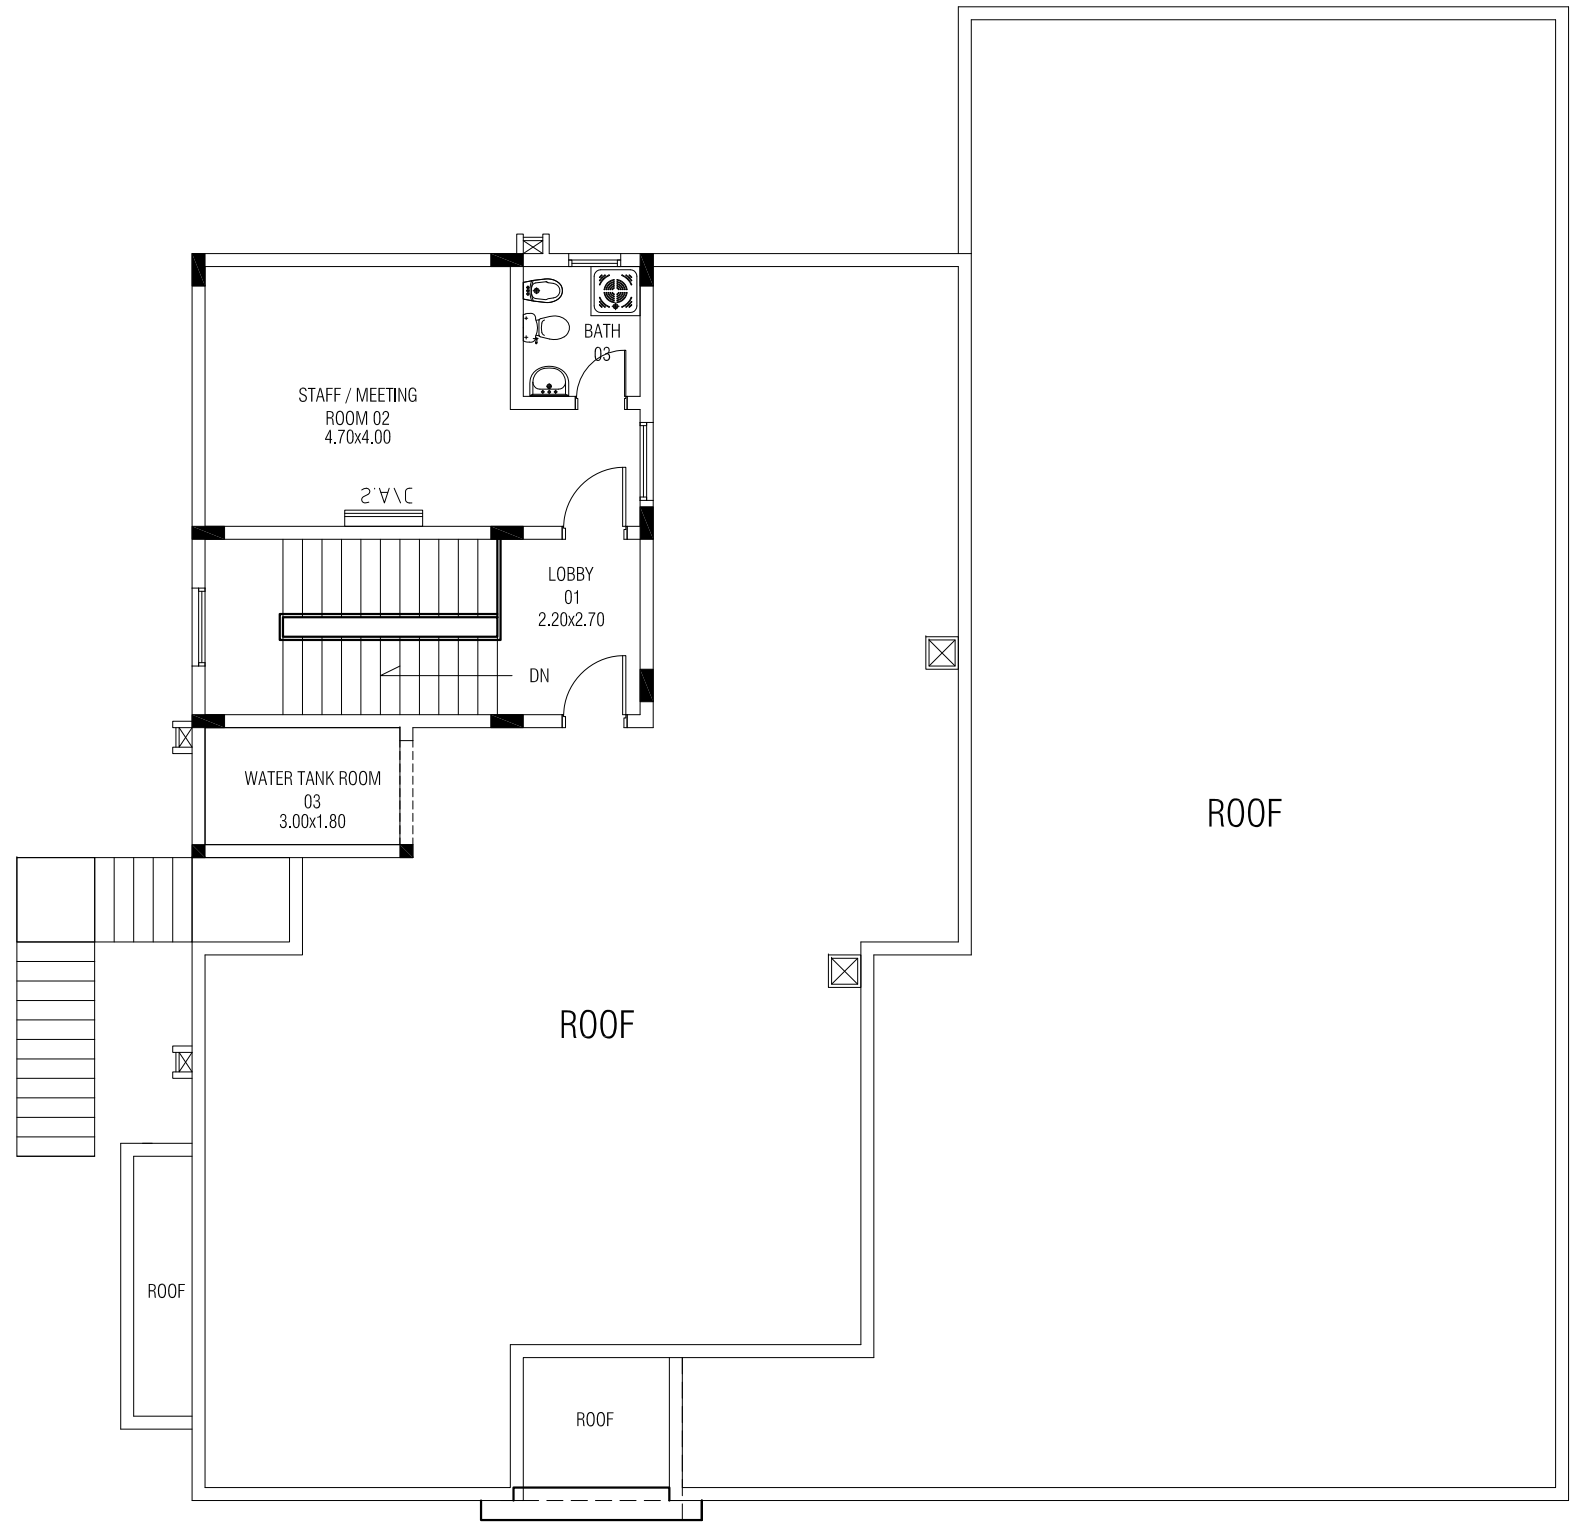 BATH
03
STAFF / MEETING
ROOM 02
4.70x4.00
S.A/C
LOBBY
01
2.20x2.70
DN
WATER TANK ROOM
03
3.00x1.80
ROOF
ROOF
ROOF
ROOF